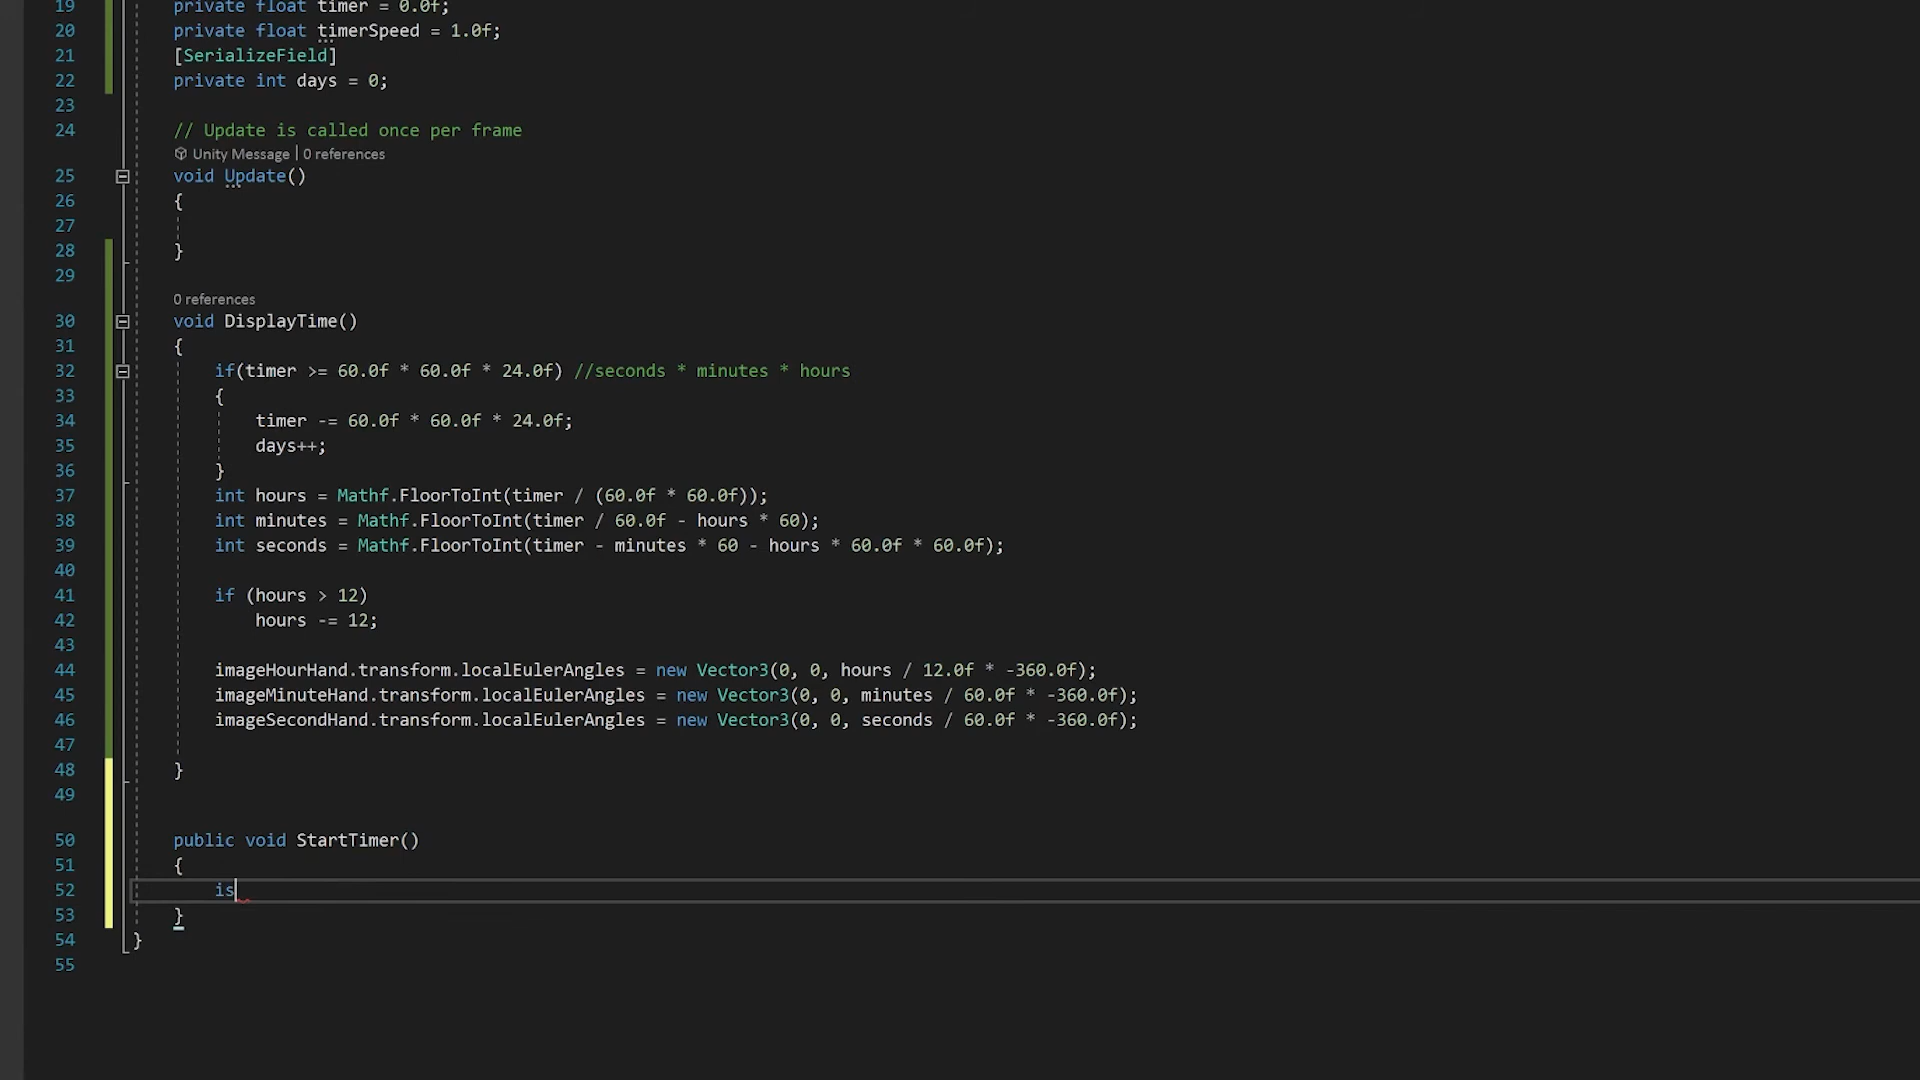 19 private float timer = 0.0f;
20 private float timerSpeed = 1.0f;
21 [SerializeField]
22 private int days = 0;
23
24 // Update is called once per frame
Unity Message | 0 references
25 void Update()
26 {
27
28 }
29
0 references
30 void DisplayTime()
31 {
32 if(timer >= 60.0f * 60.0f * 24.0f) //seconds * minutes * hours
33 {
34 timer -= 60.0f * 60.0f * 24.0f;
35 days++;
36 }
37 int hours = Mathf.FloorToInt(timer / (60.0f * 60.0f));
38 int minutes = Mathf.FloorToInt(timer / 60.0f - hours * 60);
39 int seconds = Mathf.FloorToInt(timer - minutes * 60 - hours * 60.0f * 60.0f);
40
41 if (hours > 12)
42 hours -= 12;
43
44 imageHourHand.transform.localEulerAngles = new Vector3(0, 0, hours / 12.0f * -360.0f);
45 imageMinuteHand.transform.localEulerAngles = new Vector3(0, 0, minutes / 60.0f * -360.0f);
46 imageSecondHand.transform.localEulerAngles = new Vector3(0, 0, seconds / 60.0f * -360.0f);
47
48 }
49
50 public void StartTimer()
51 {
52 is
53 }
54 }
55